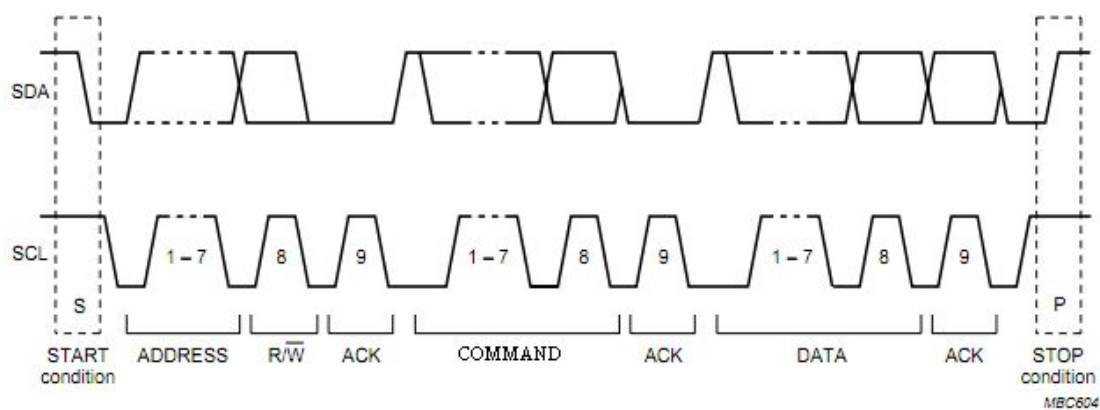 SDA
SCL
1 – 7 8 9 1 – 7 8 9 1 – 7 8 9
S P
START ADDRESS R/W̅ ACK COMMAND ACK DATA ACK STOP
condition condition
MBC604